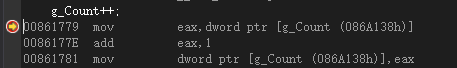 g_Count++;
00861779 mov eax,dword ptr [g_Count (086A138h)]
0086177E add eax,1
00861781 mov dword ptr [g_Count (086A138h)],eax